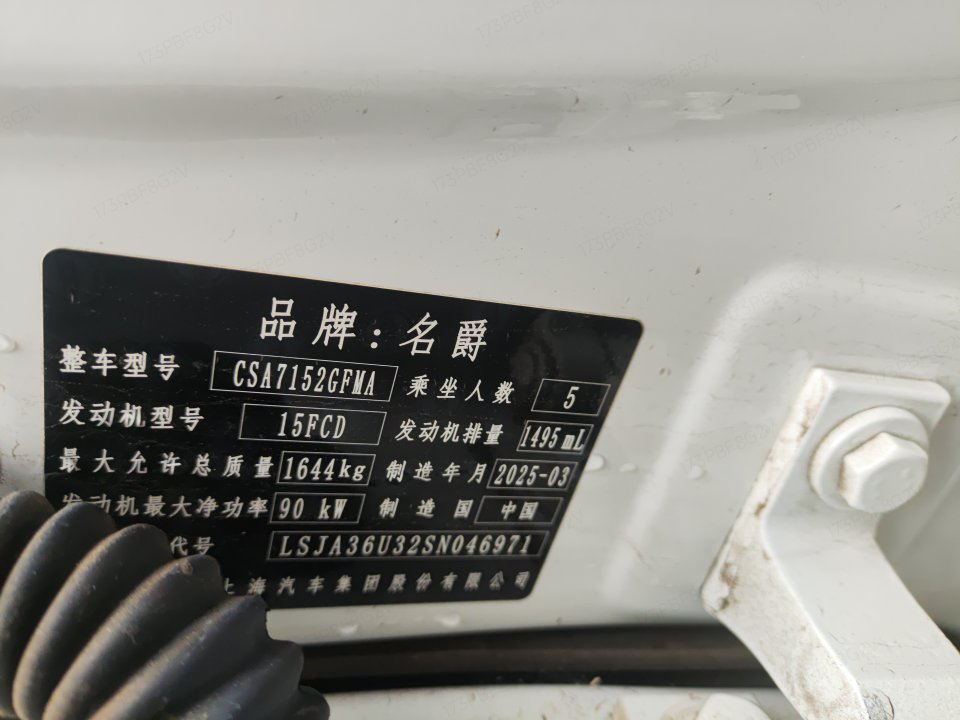 品牌:名爵
整车型号 CSA7152GFMA 乘坐人数 5
发动机型号 15FCD 发动机排量 1495mL
最大允许总质量 1644kg 制造年月 2025-03
发动机最大净功率 90 kW 制造国 中国
代号 LSJA36U32SN046971
上海汽车集团股份有限公司
173PBF8G2V